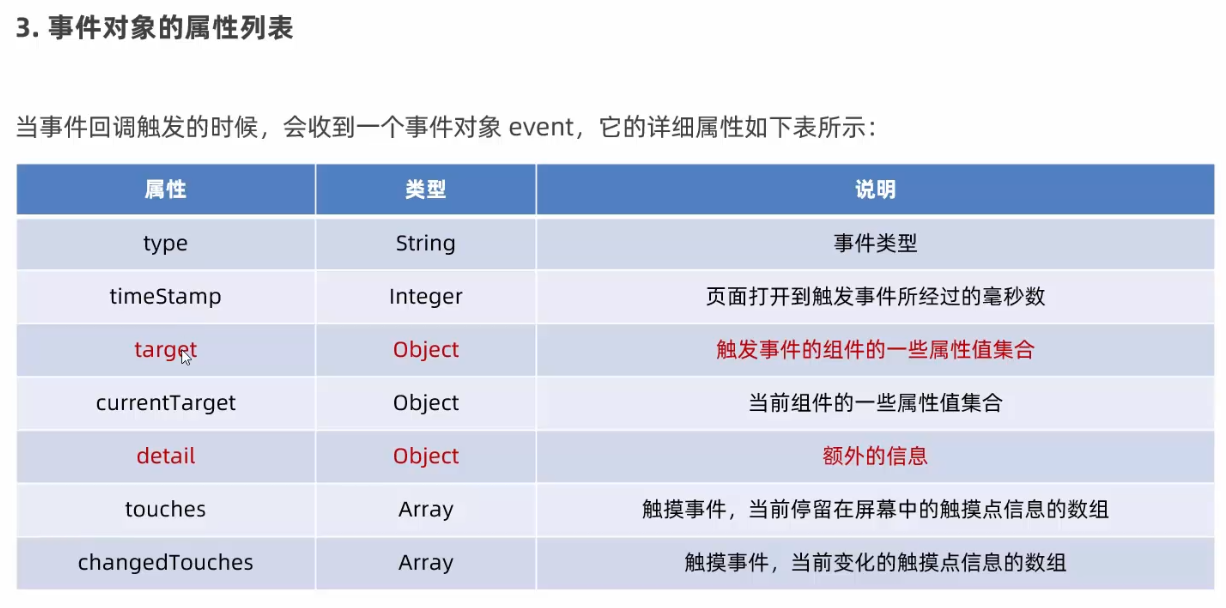 3. 事件对象的属性列表
当事件回调触发的时候，会收到一个事件对象 event，它的详细属性如下表所示：
属性 类型 说明
type String 事件类型
timeStamp Integer 页面打开到触发事件所经过的毫秒数
target Object 触发事件的组件的一些属性值集合
currentTarget Object 当前组件的一些属性值集合
detail Object 额外的信息
touches Array 触摸事件，当前停留在屏幕中的触摸点信息的数组
changedTouches Array 触摸事件，当前变化的触摸点信息的数组